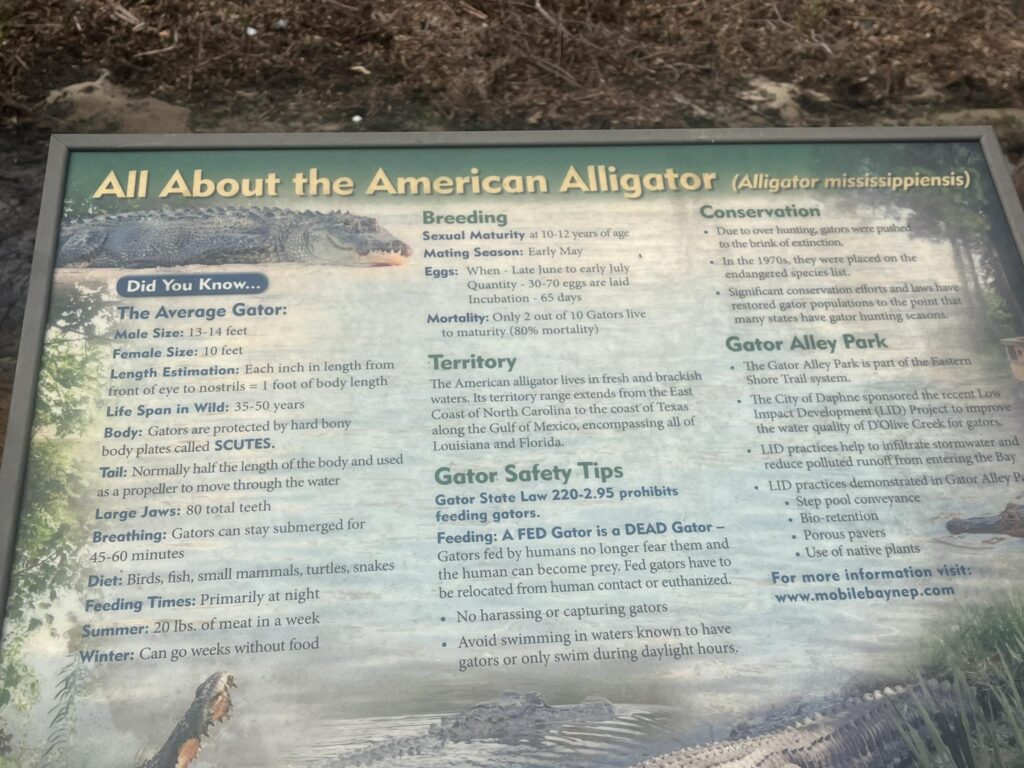 All About the American Alligator (Alligator mississippiensis)
Did You Know...
The Average Gator:
Male Size: 13-14 feet
Female Size: 10 feet
Length Estimation: Each inch in length from
front of eye to nostrils = 1 foot of body length
Life Span in Wild: 35-50 years
Body: Gators are protected by hard bony
body plates called SCUTES.
Tail: Normally half the length of the body and used
as a propeller to move through the water
Large Jaws: 80 total teeth
Breathing: Gators can stay submerged for
45-60 minutes
Diet: Birds, fish, small mammals, turtles, snakes
Feeding Times: Primarily at night
Summer: 20 lbs. of meat in a week
Winter: Can go weeks without food
Breeding
Sexual Maturity at 10-12 years of age
Mating Season: Early May
Eggs: When - Late June to early July
Quantity - 30-70 eggs are laid
Incubation - 65 days
Mortality: Only 2 out of 10 Gators live
to maturity (80% mortality)
Territory
The American alligator lives in fresh and brackish
waters. Its territory range extends from the East
Coast of North Carolina to the coast of Texas
along the Gulf of Mexico, encompassing all of
Louisiana and Florida.
Gator Safety Tips
Gator State Law 220-2.95 prohibits
feeding gators.
Feeding: A FED Gator is a DEAD Gator –
Gators fed by humans no longer fear them and
the human can become prey. Fed gators have to
be relocated from human contact or euthanized.
• No harassing or capturing gators
• Avoid swimming in waters known to have
gators or only swim during daylight hours.
Conservation
• Due to over hunting, gators were pushed
to the brink of extinction.
• In the 1970s, they were placed on the
endangered species list.
• Significant conservation efforts and laws have
restored gator populations to the point that
many states have gator hunting seasons.
Gator Alley Park
• The Gator Alley Park is part of the Eastern
Shore Trail system.
• The City of Daphne sponsored the recent Low
Impact Development (LID) Project to improve
the water quality of D'Olive Creek for gators.
• LID practices help to infiltrate stormwater and
reduce polluted runoff from entering the Bay
• LID practices demonstrated in Gator Alley
• Step pool conveyance
• Bio-retention
• Porous pavers
• Use of native plants
For more information visit:
www.mobilebaynep.com